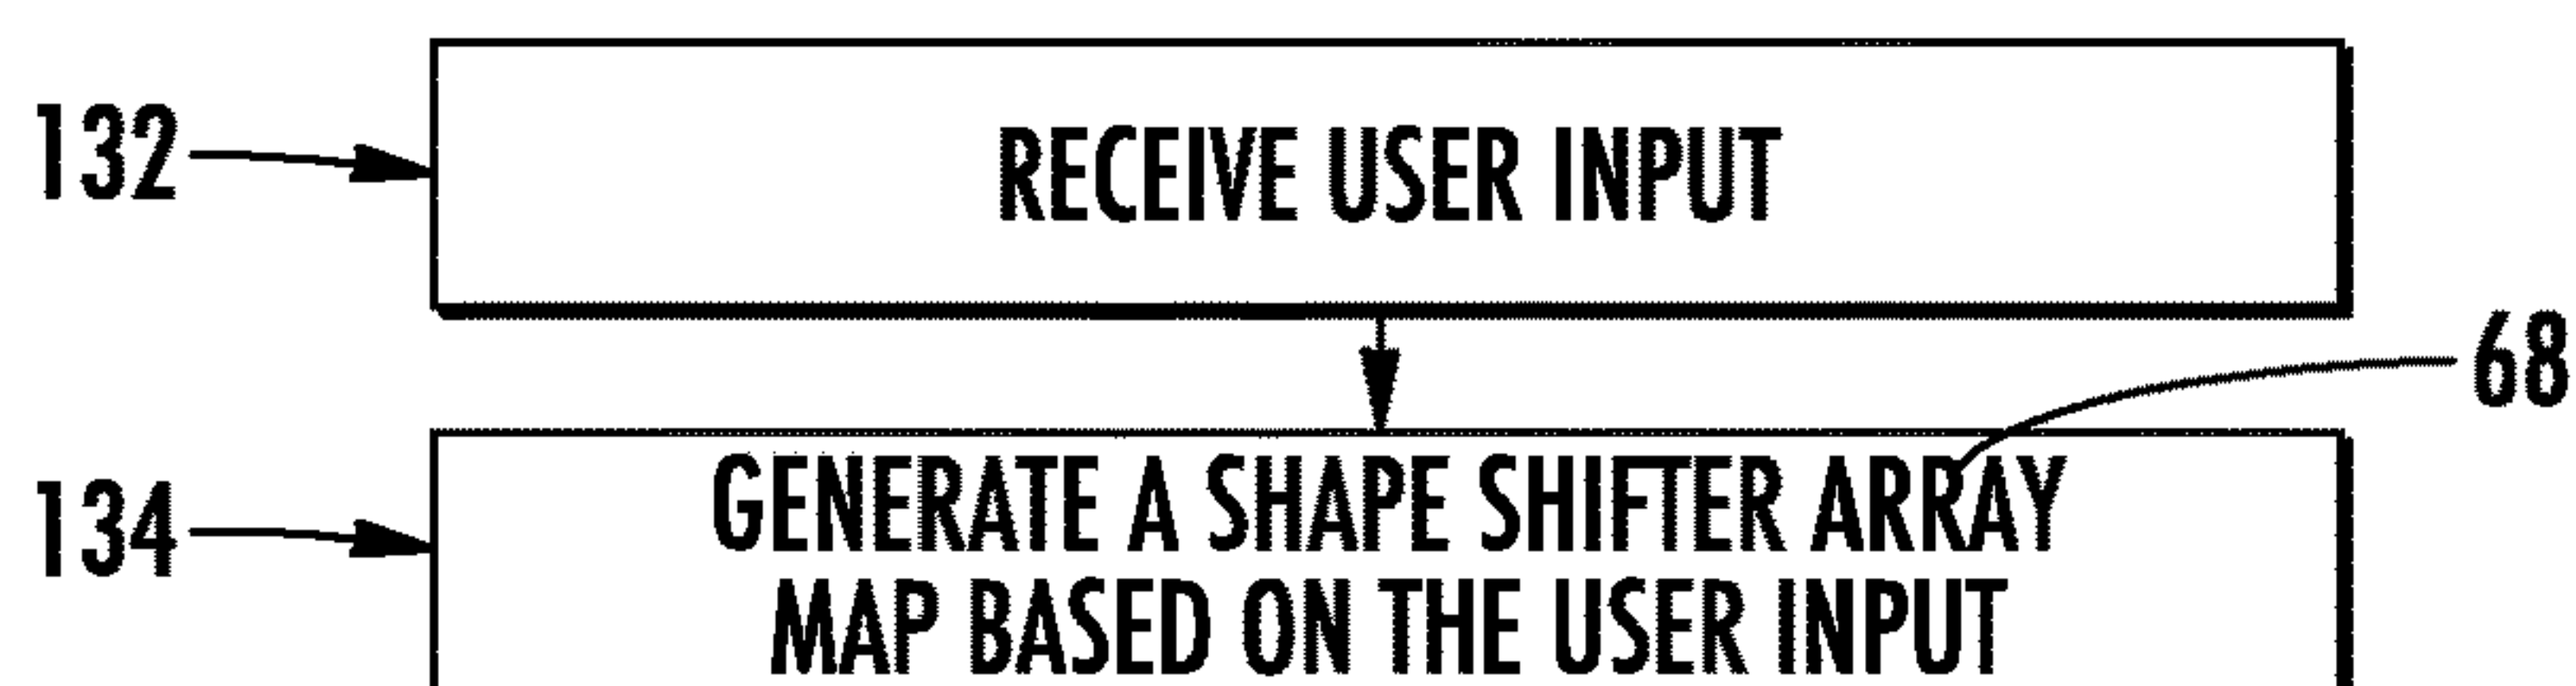 132
RECEIVE USER INPUT
68
134
GENERATE A SHAPE SHIFTER ARRAY
MAP BASED ON THE USER INPUT